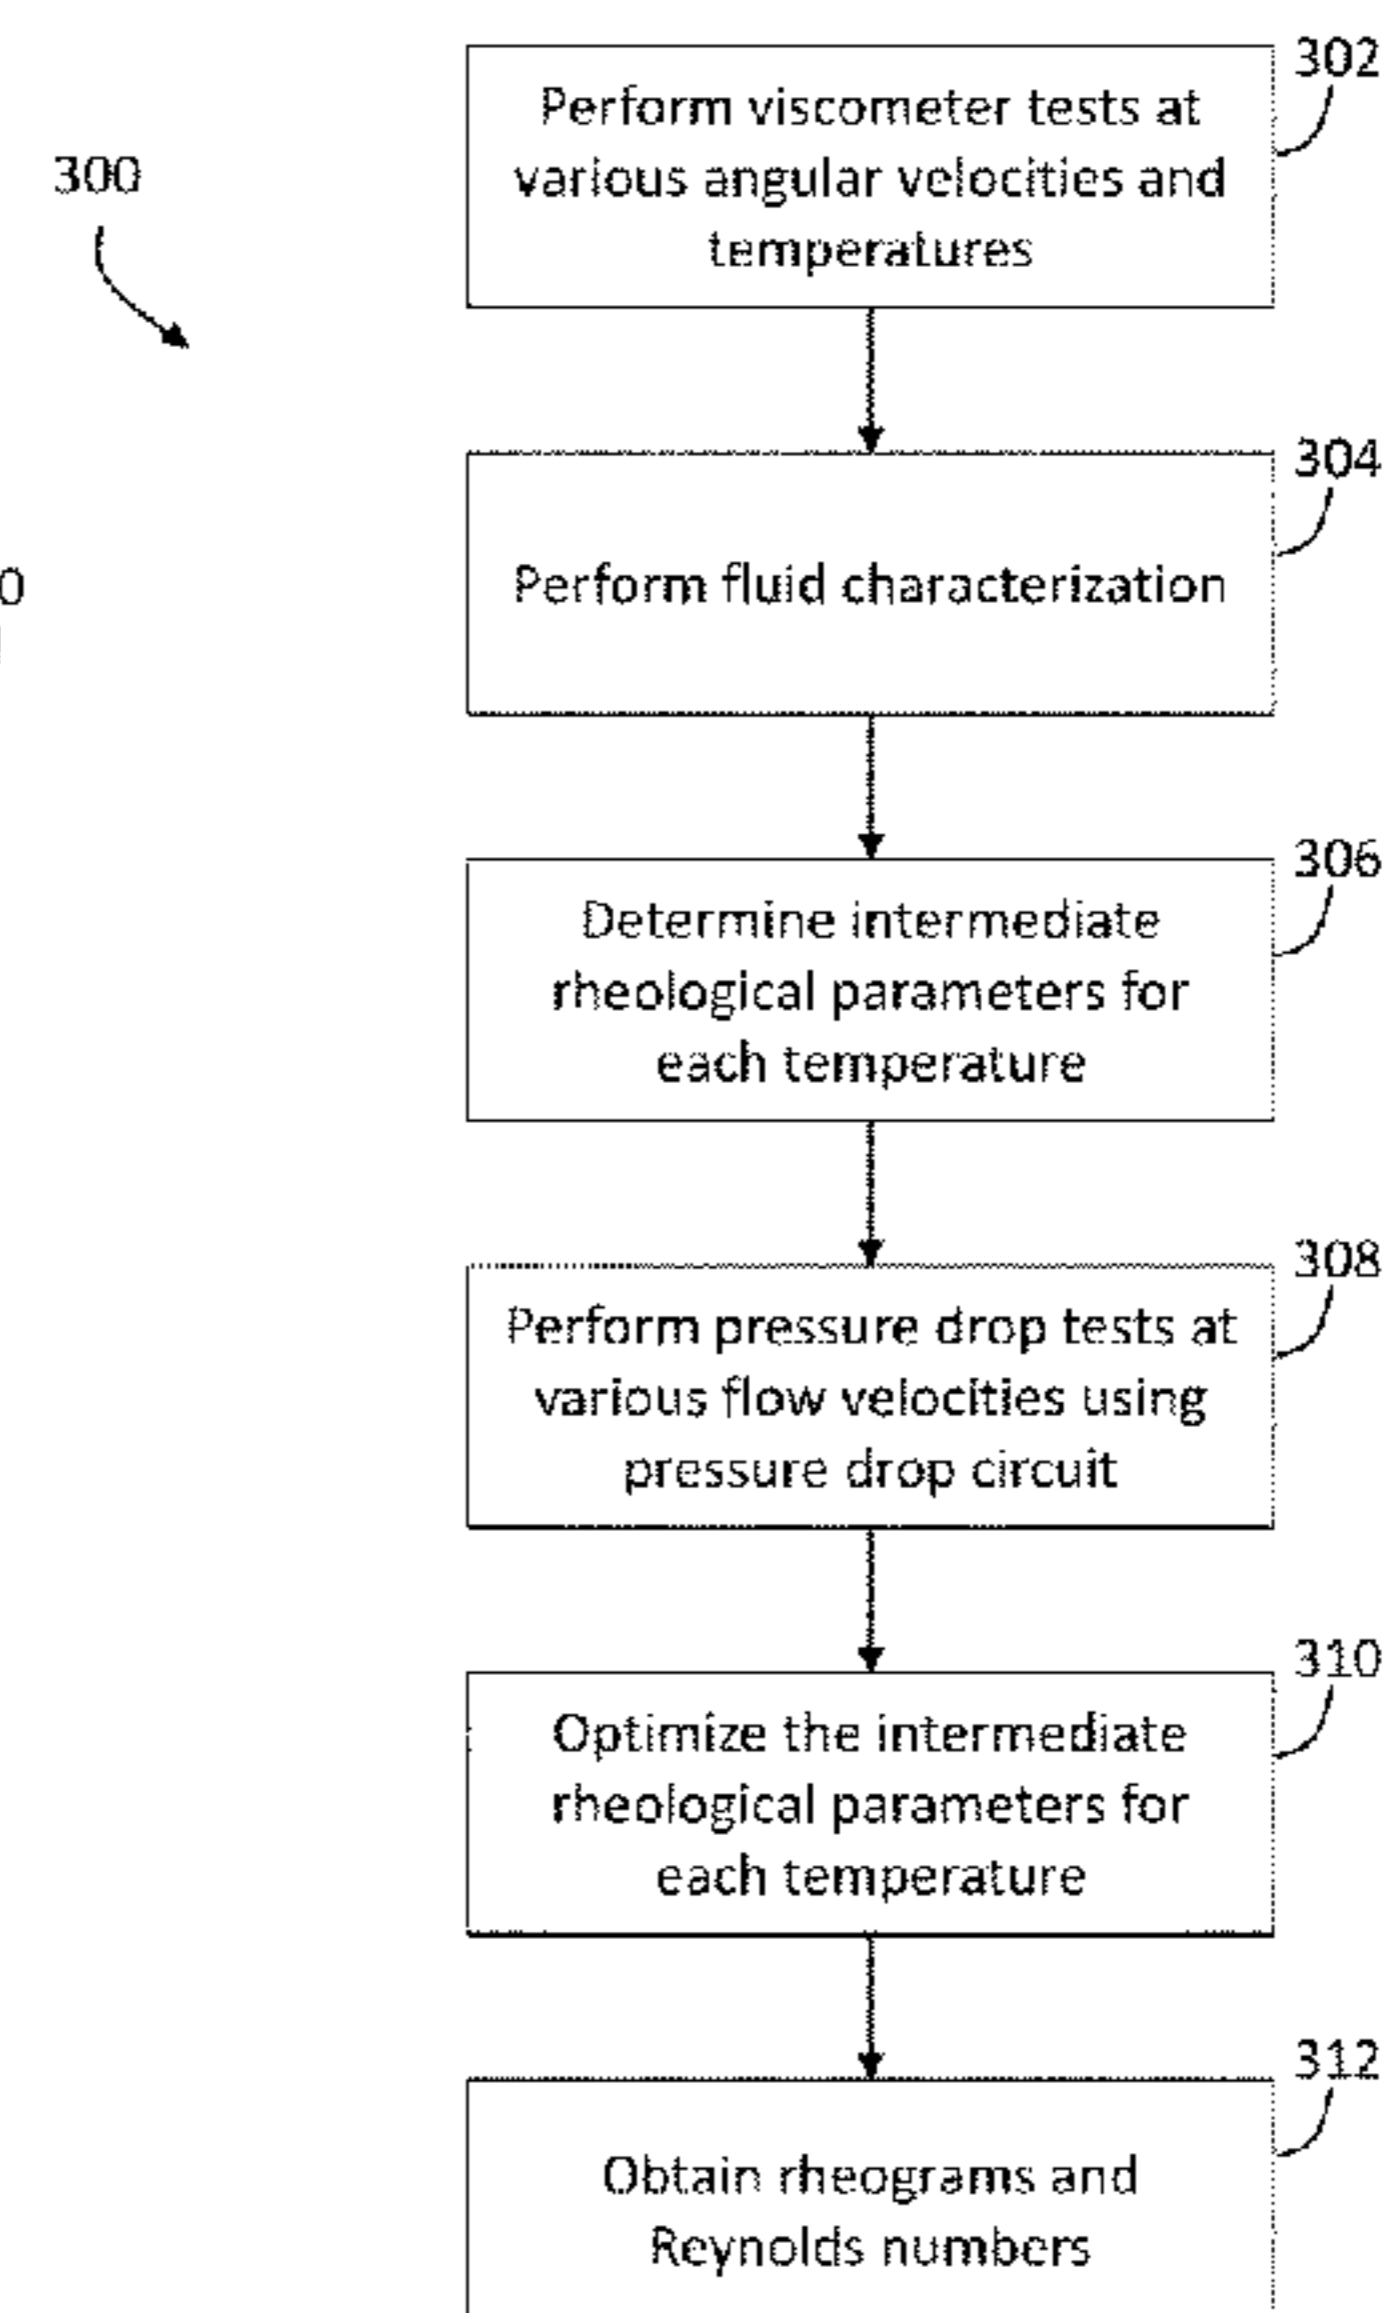 302
Perform viscometer tests at
various angular velocities and
temperatures
300
304
Perform fluid characterization
0
306
Determine intermediate
rheological parameters for
each temperature
308
Perform pressure drop tests at
various flow velocities using
pressure drop circuit
310
Optimize the intermediate
rheological parameters for
each temperature
312
Obtain rheograms and
Reynolds numbers